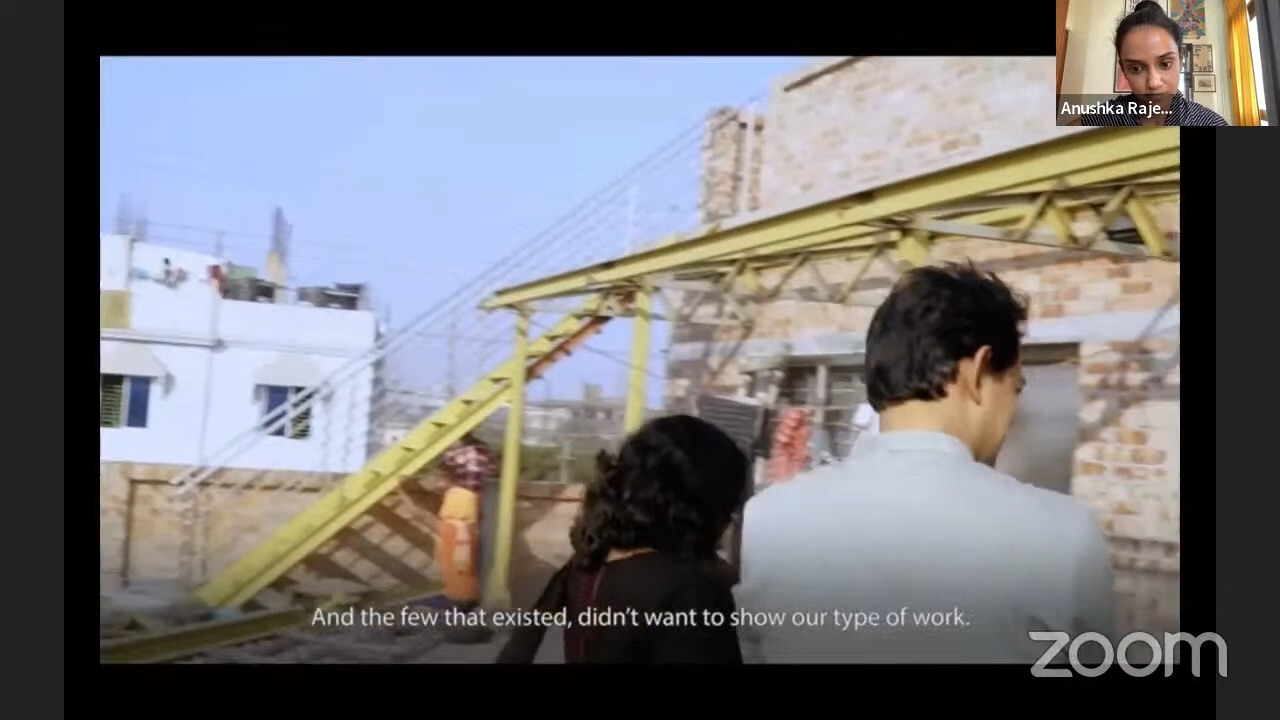 Anushka Raje...
And the few that existed, didn't want to show our type of work.
zoom